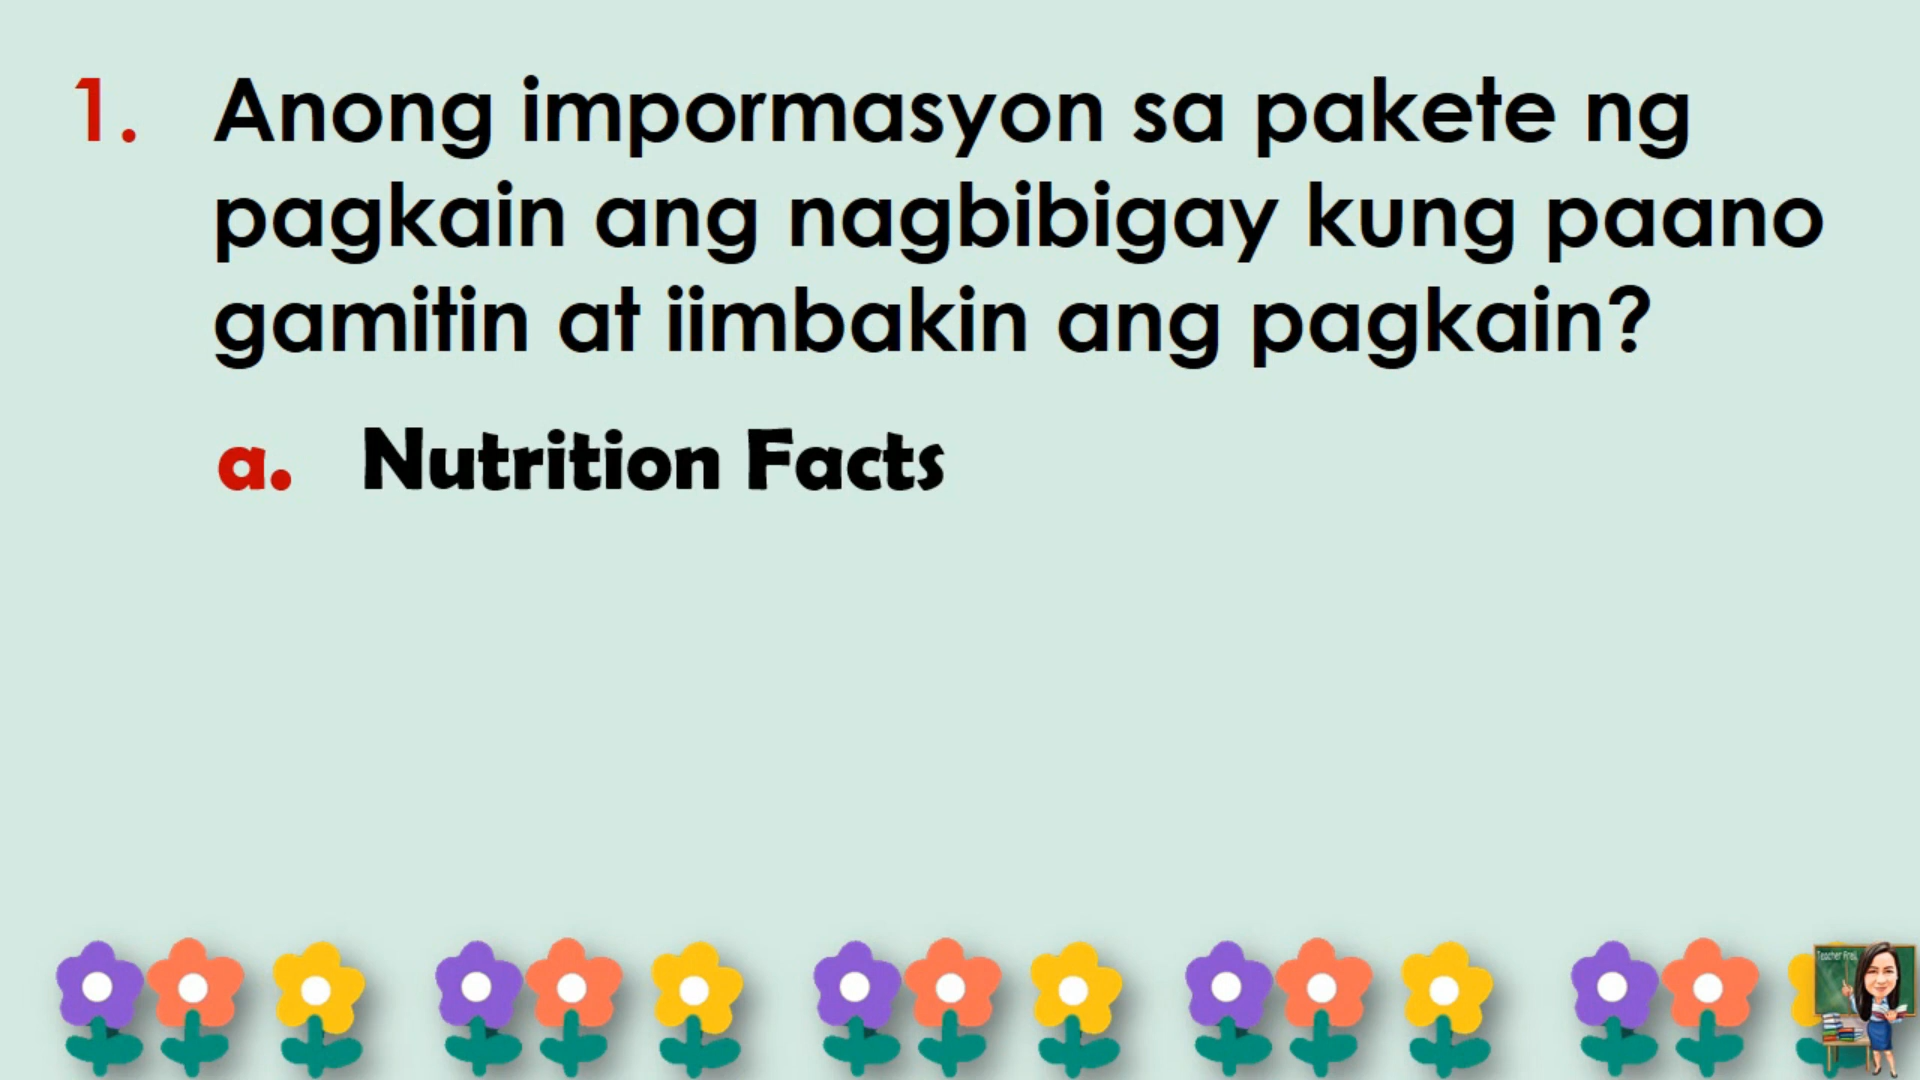 1. Anong impormasyon sa pakete ng
pagkain ang nagbibigay kung paano
gamitin at iimbakin ang pagkain?
a. Nutrition Facts